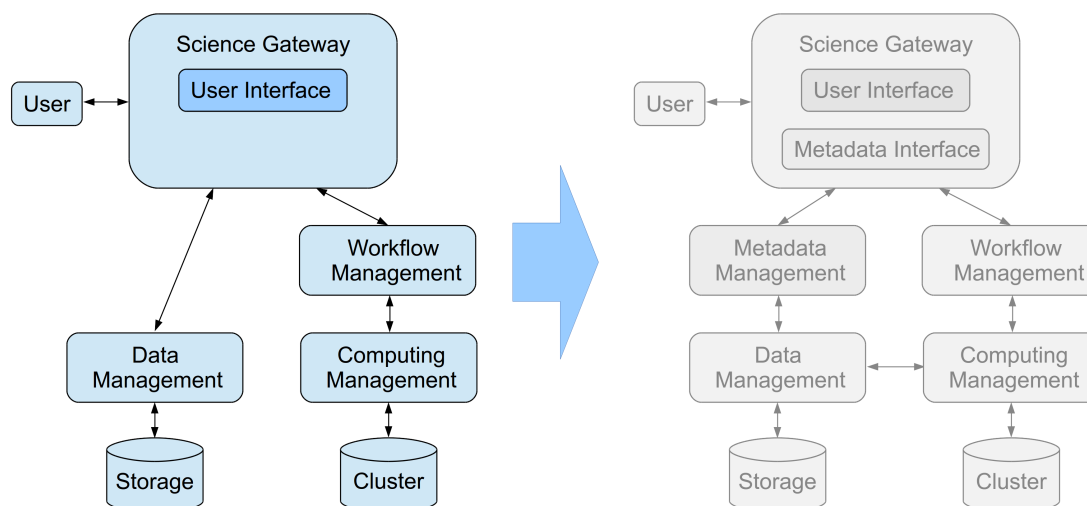 Science Gateway
User Interface
User
Workflow
Management
Data
Management
Computing
Management
Storage
Cluster
Science Gateway
User Interface
User
Metadata Interface
Metadata
Management
Workflow
Management
Data
Management
Computing
Management
Storage
Cluster